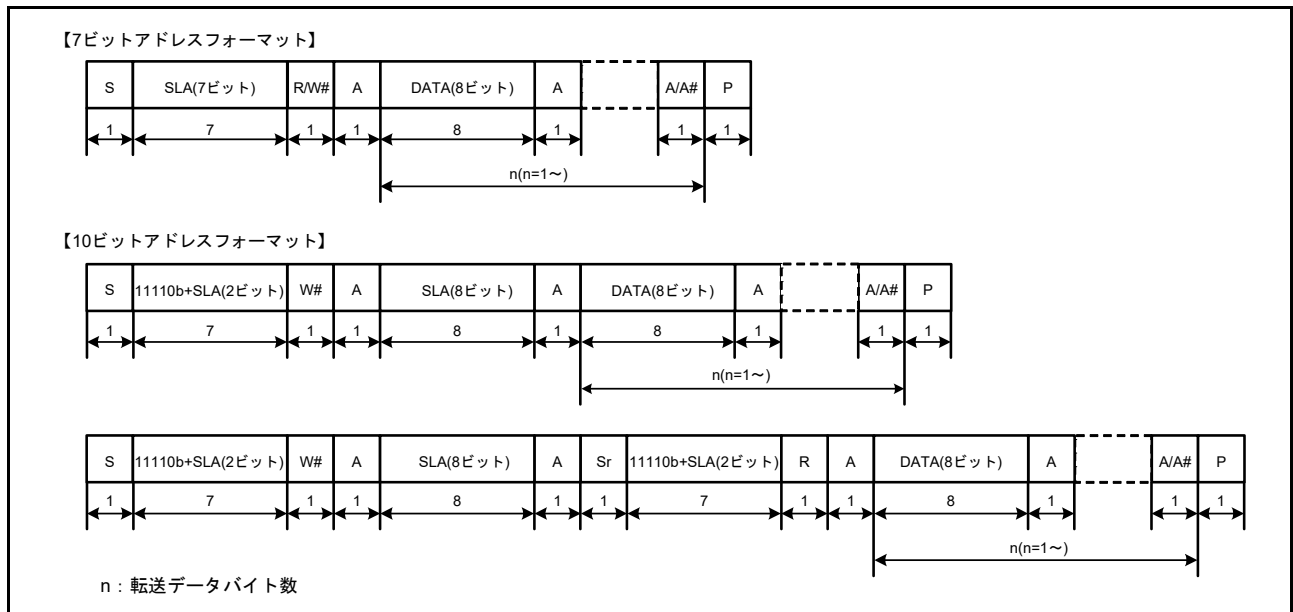 【7ビットアドレスフォーマット】
S SLA(7ビット) R/W# A DATA(8ビット) A A/A# P
1 7 1 1 8 1 1 1
n(n=1～)
【10ビットアドレスフォーマット】
S 11110b+SLA(2ビット) W# A SLA(8ビット) A DATA(8ビット) A A/A# P
1 7 1 1 8 1 8 1 1 1
n(n=1～)
S 11110b+SLA(2ビット) W# A SLA(8ビット) A Sr 11110b+SLA(2ビット) R A DATA(8ビット) A A/A# P
1 7 1 1 8 1 1 7 1 1 8 1 1 1
n(n=1～)
n：転送データバイト数